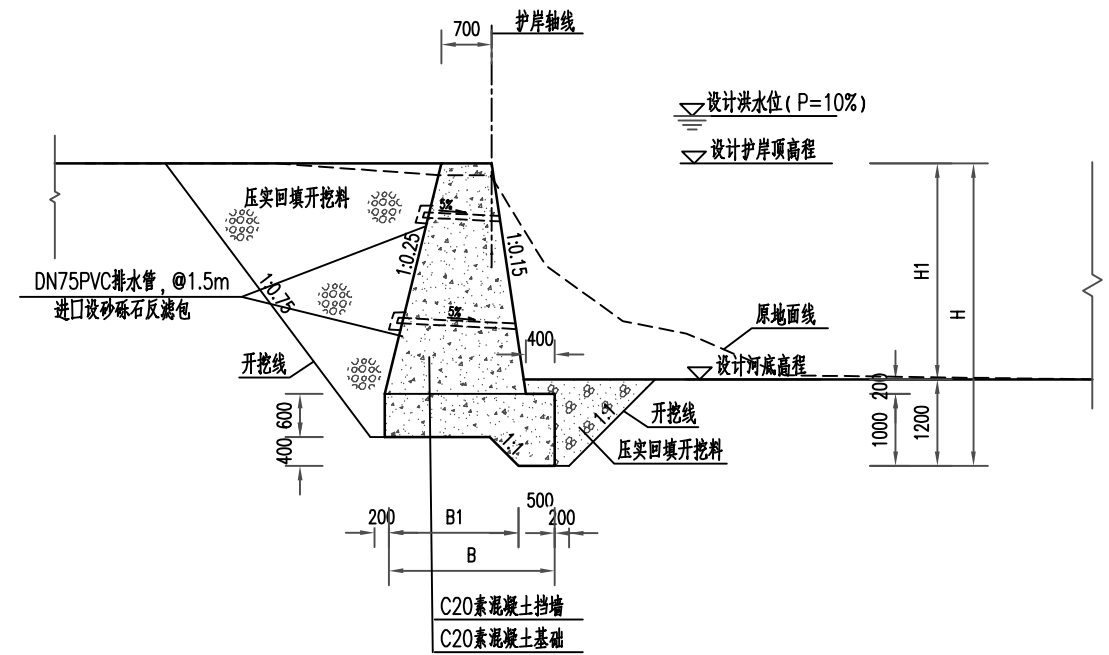 700
护岸轴线
设计洪水位(P=10%)
设计护岸顶高程
压实回填开挖料
5%
1:0.25
1:0.15
H1
H
DN75PVC排水管，@1.5m
进口设砂砾石反滤包
1:0.75
5%
原地面线
400
设计河底高程
开挖线
200
600
1:1
开挖线
1000
1200
400
1:1
压实回填开挖料
500
200
B1
200
B
C20素混凝土挡墙
C20素混凝土基础